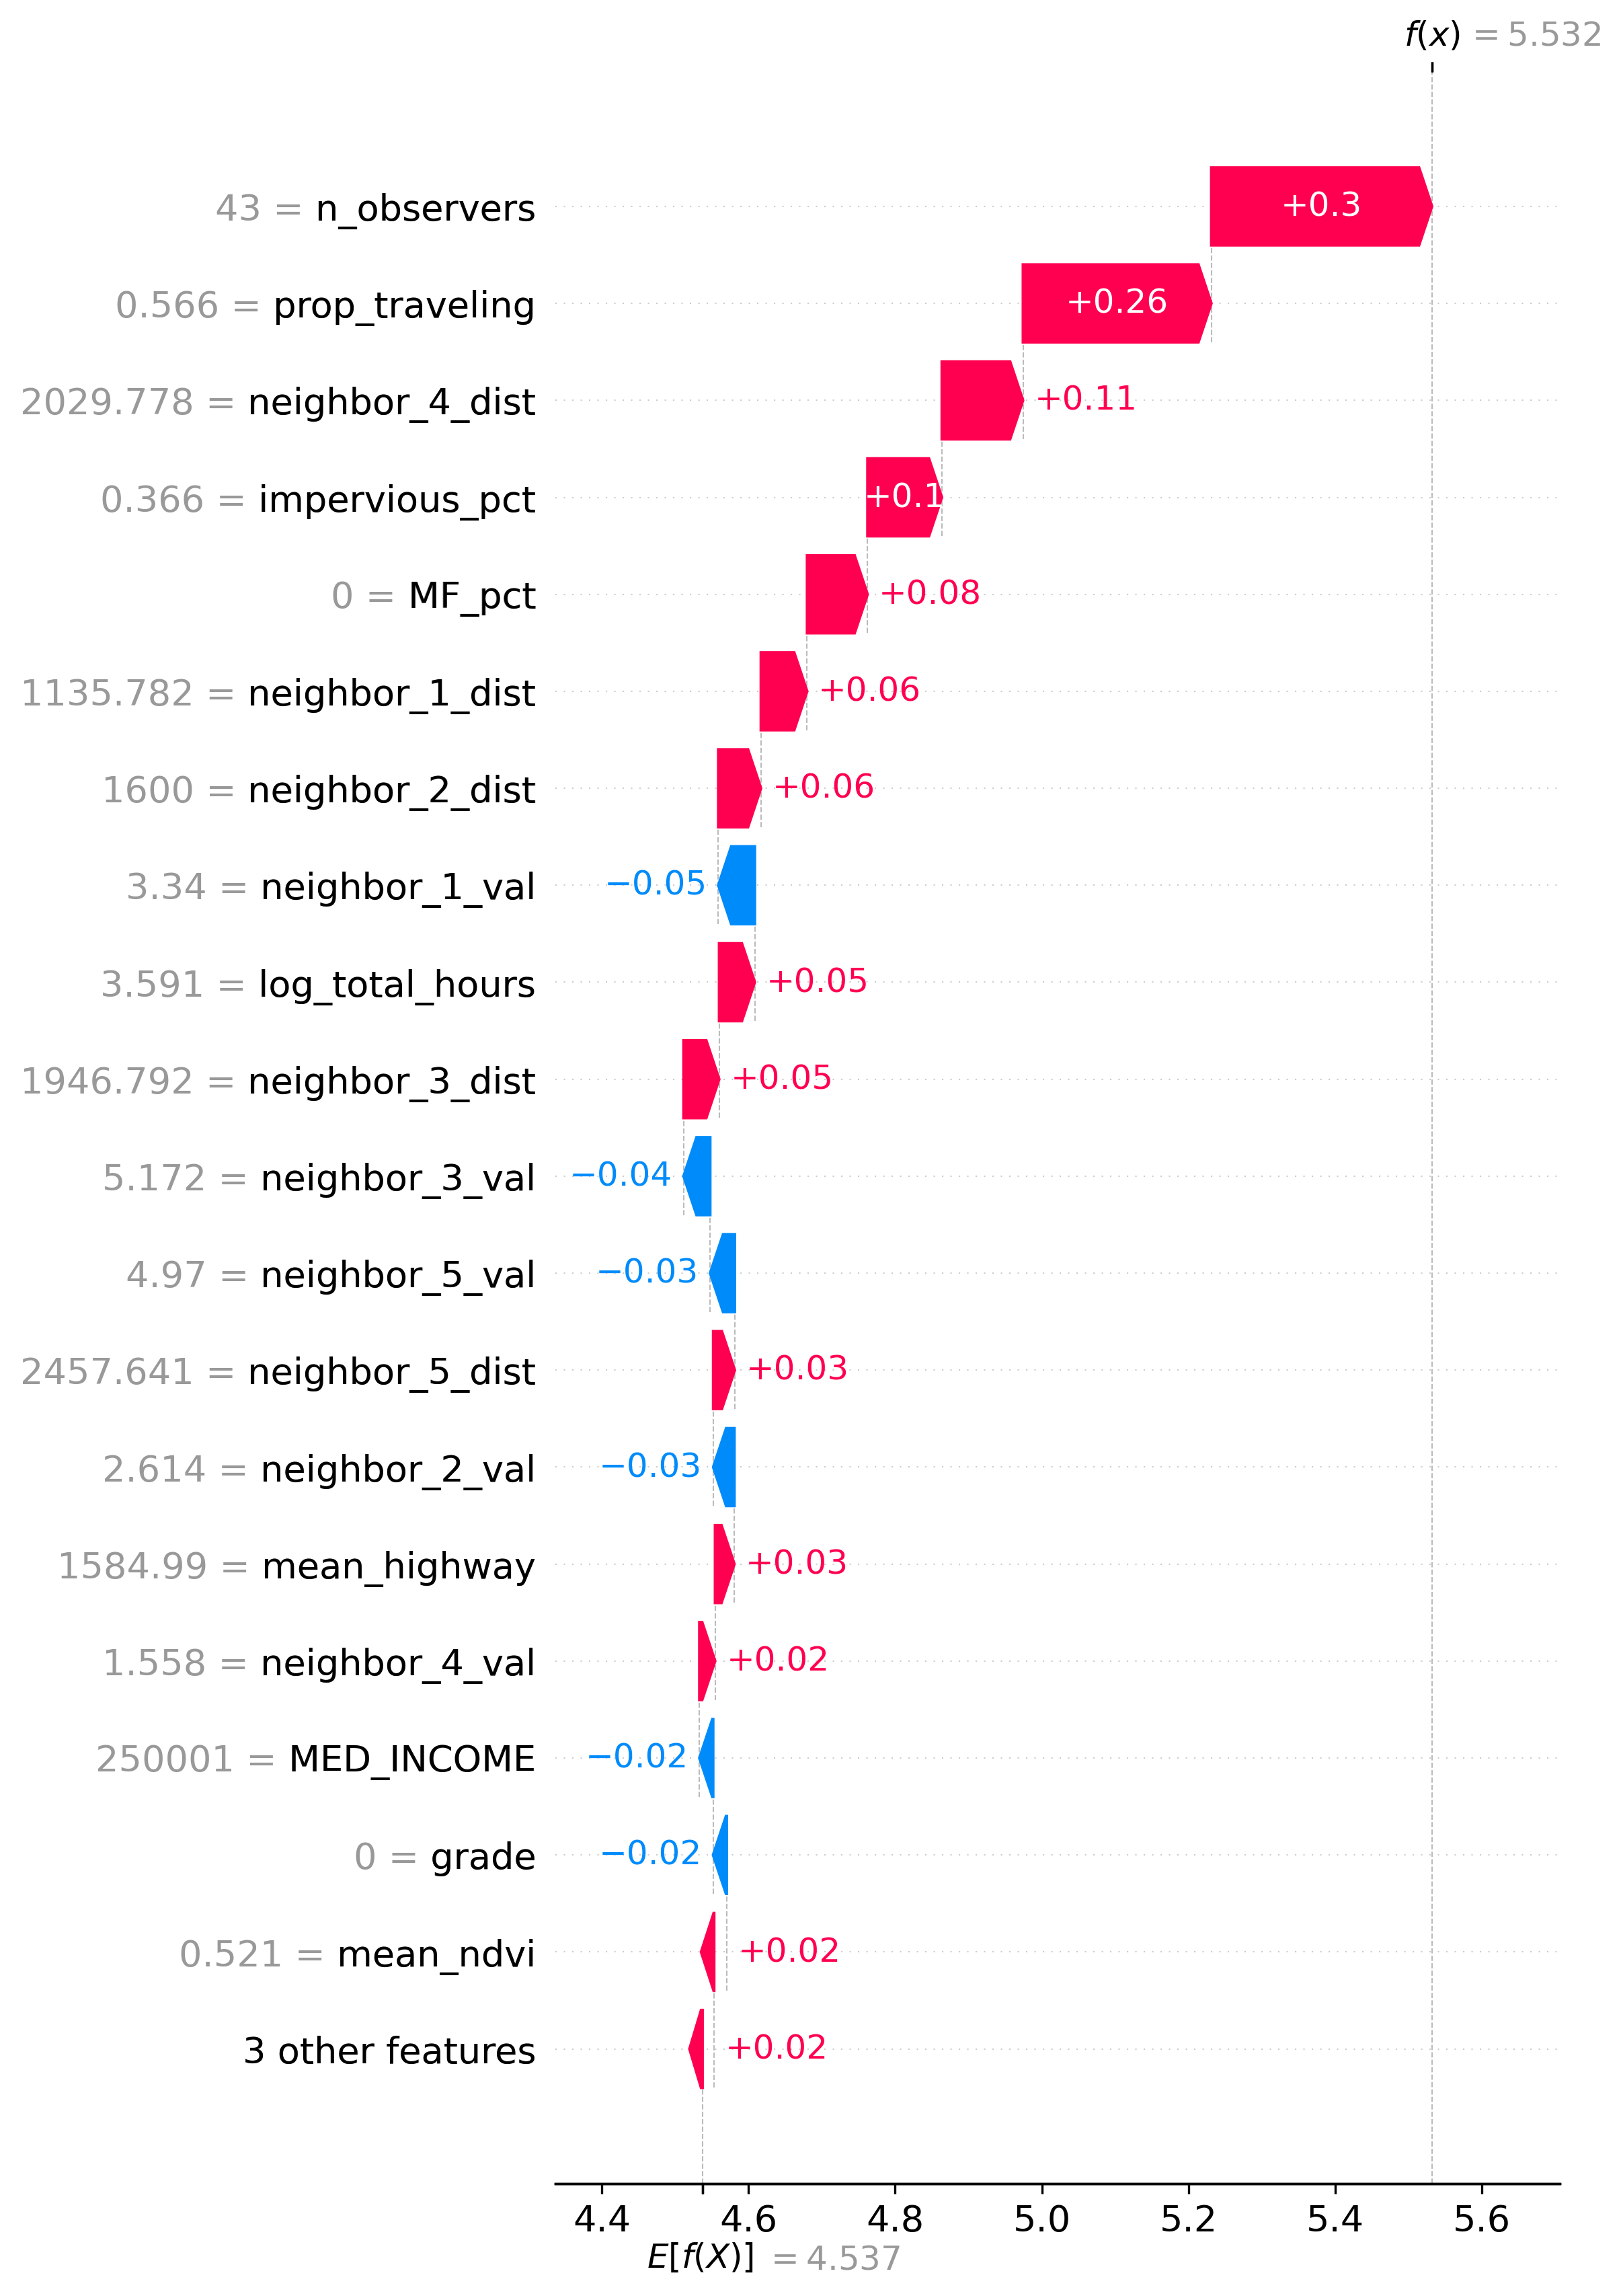 f(x) = 5.532
43 = n_observers +0.3
0.566 = prop_traveling +0.26
2029.778 = neighbor_4_dist +0.11
0.366 = impervious_pct +0.1
0 = MF_pct +0.08
1135.782 = neighbor_1_dist +0.06
1600 = neighbor_2_dist +0.06
3.34 = neighbor_1_val −0.05
3.591 = log_total_hours +0.05
1946.792 = neighbor_3_dist +0.05
5.172 = neighbor_3_val −0.04
4.97 = neighbor_5_val −0.03
2457.641 = neighbor_5_dist +0.03
2.614 = neighbor_2_val −0.03
1584.99 = mean_highway +0.03
1.558 = neighbor_4_val +0.02
250001 = MED_INCOME −0.02
0 = grade −0.02
0.521 = mean_ndvi +0.02
3 other features +0.02
4.4 4.6 4.8 5.0 5.2 5.4 5.6
E[f(X)] = 4.537